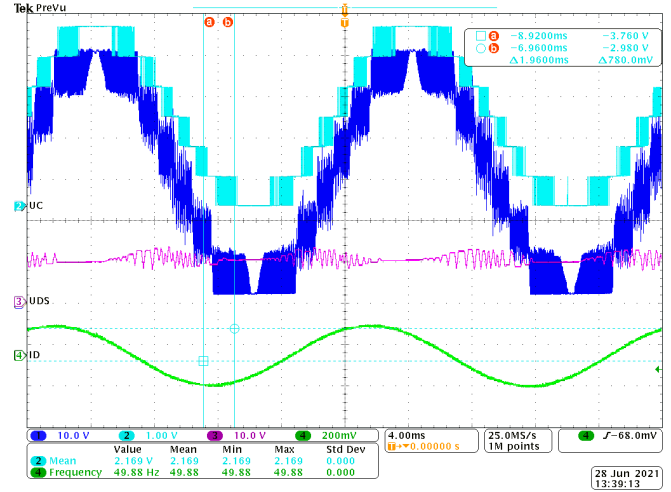 Tek PreVu
T
a b
T
a −8.9200ms −3.760 V
b −6.9600ms −2.980 V
Δ1.9600ms Δ780.0mV
2 UC
3 UDS
4 ID
1 10.0 V 2 1.00 V 3 10.0 V 4 200mV
4.00ms
T→▾0.00000 s
25.0MS/s
1M points
4 −68.0mV
Value Mean Min Max Std Dev
2 Mean 2.169 V 2.169 2.169 2.169 0.000
4 Frequency 49.88 Hz 49.88 49.88 49.88 0.000
28 Jun 2021
13:39:13